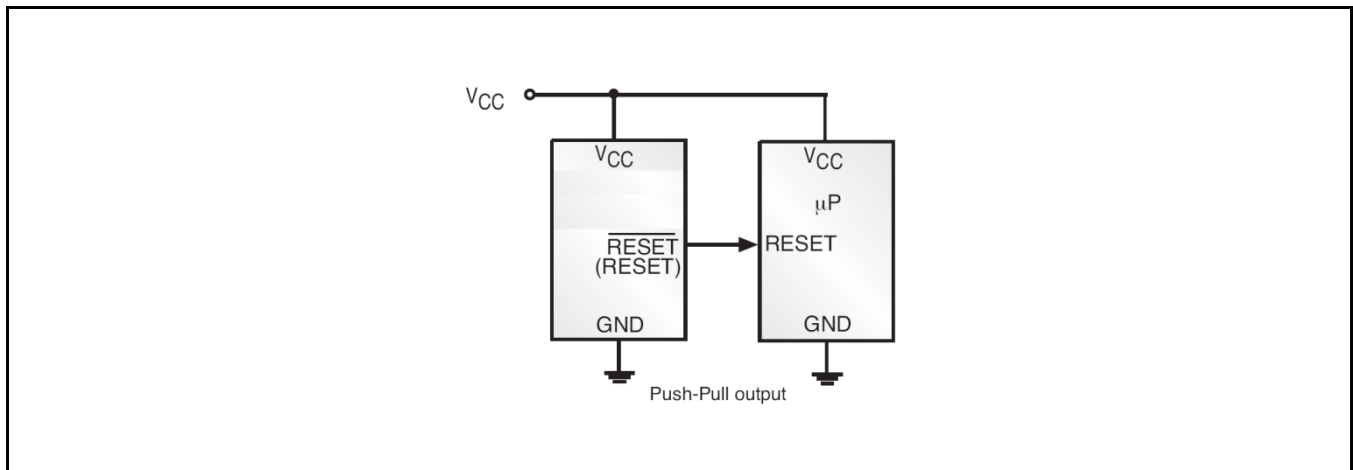 VCC
VCC
VCC
μP
RESET
(RESET)
RESET
GND
GND
Push-Pull output